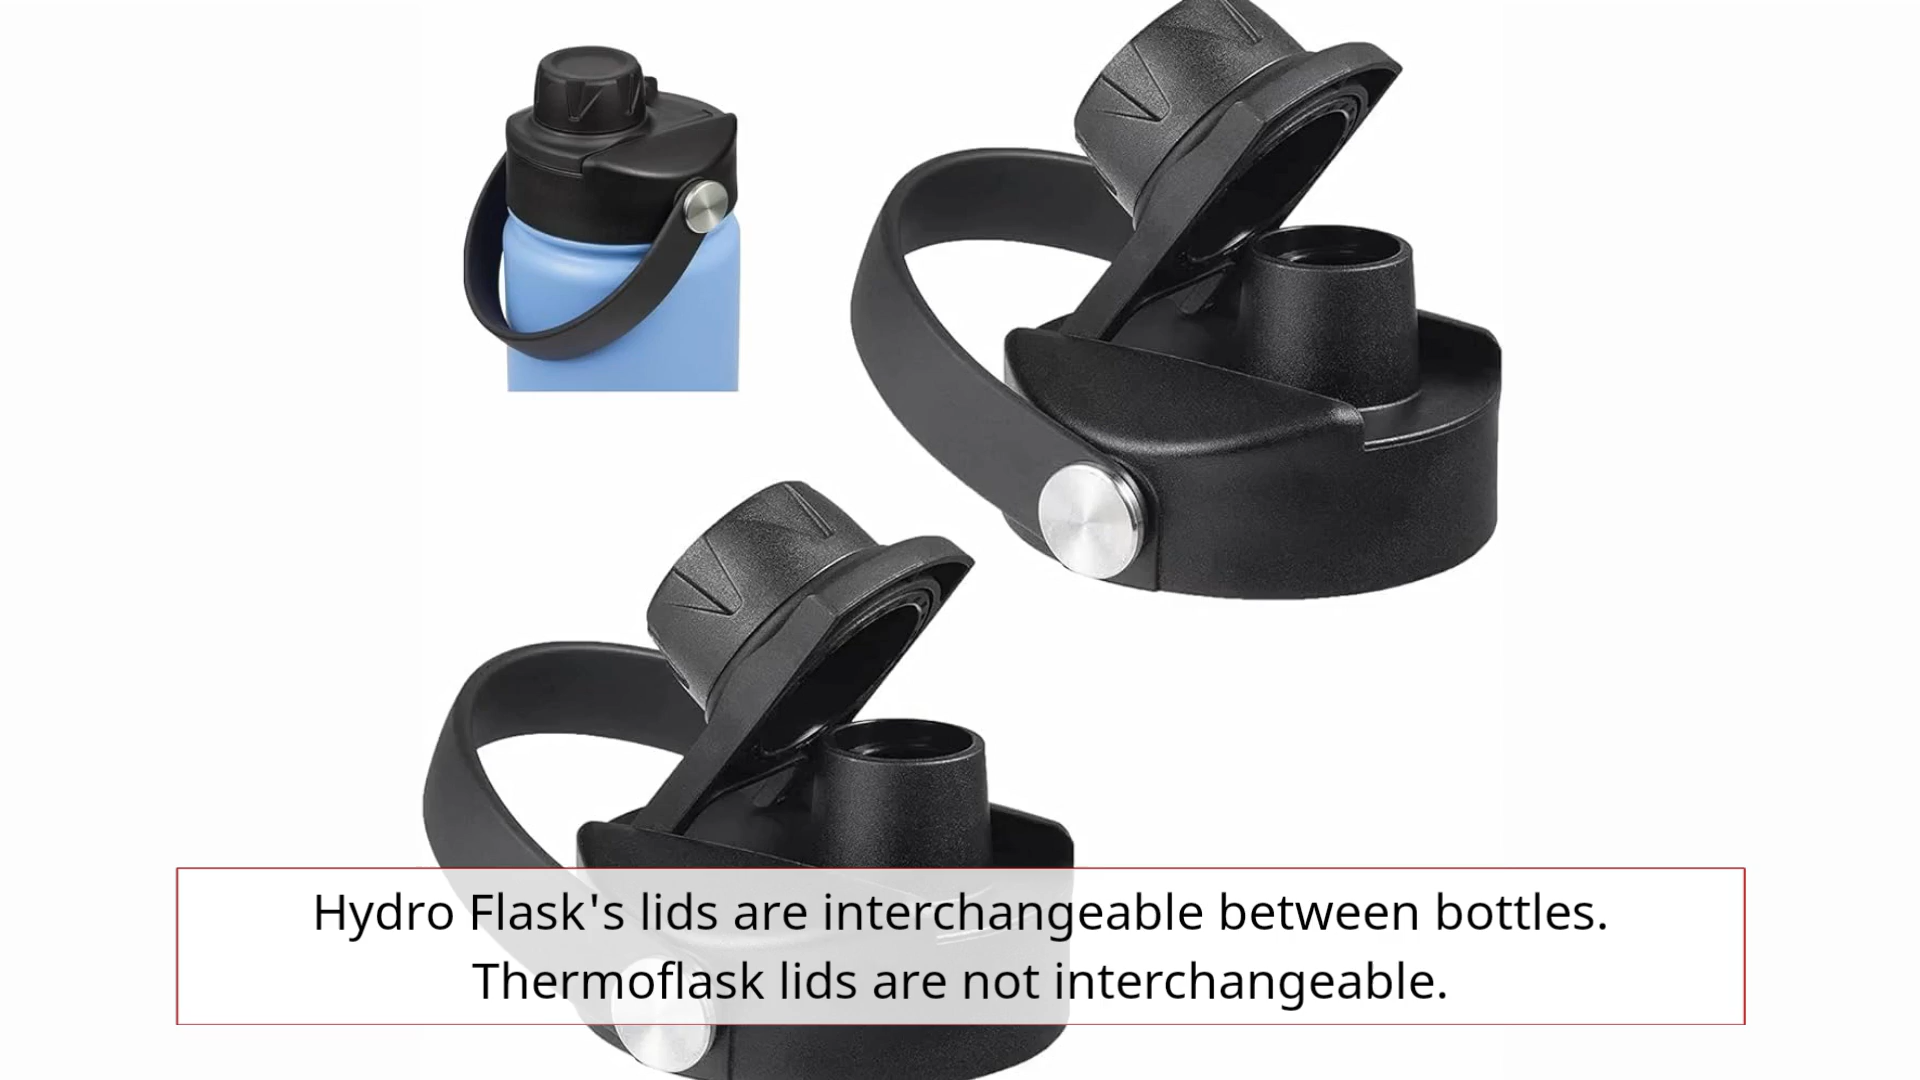 Hydro Flask's lids are interchangeable between bottles.
Thermoflask lids are not interchangeable.